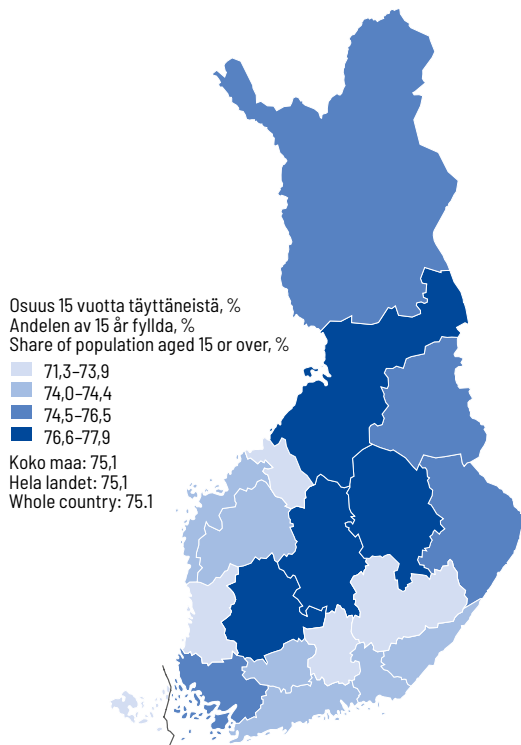 Osuus 15 vuotta täyttäneistä, %
Andelen av 15 år fyllda, %
Share of population aged 15 or over, %
71,3–73,9
74,0–74,4
74,5–76,5
76,6–77,9
Koko maa: 75,1
Hela landet: 75,1
Whole country: 75.1